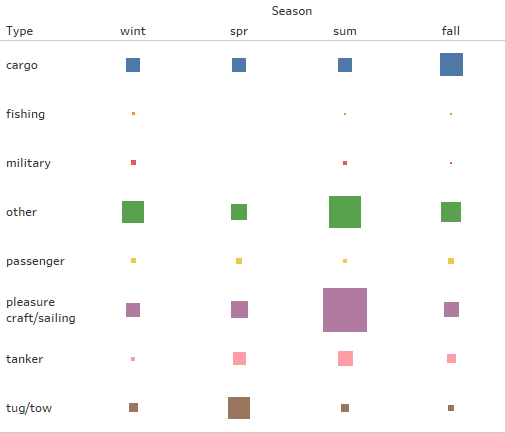 Season
Type wint spr sum fall
cargo
fishing
military
other
passenger
pleasure
craft/sailing
tanker
tug/tow